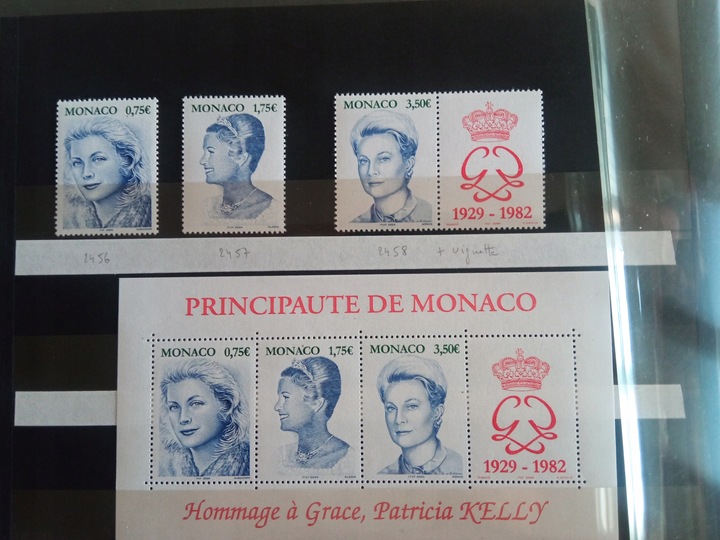 MONACO 0,75€
MONACO 1,75€
MONACO 3,50€
1929 - 1982
2456
2457
2458 + vignette
PRINCIPAUTE DE MONACO
MONACO 0,75€
MONACO 1,75€
MONACO 3,50€
1929 - 1982
Hommage à Grace, Patricia KELLY